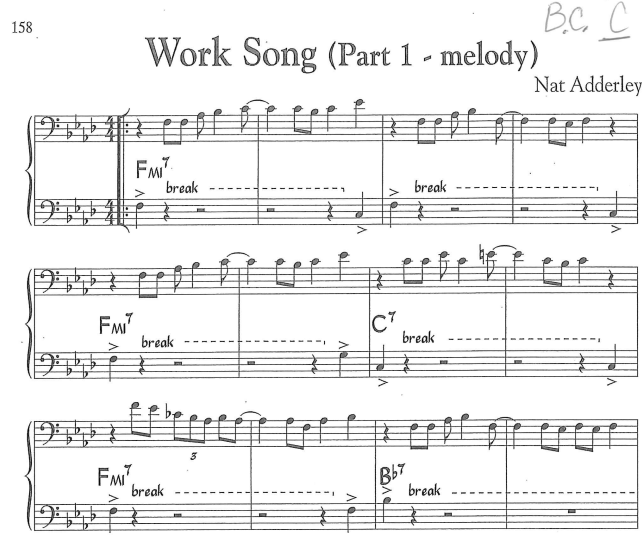 158
B.C. C
Work Song (Part 1 - melody)
Nat Adderley
FMI7
break
break
FMI7
C7
break
break
3
FMI7
Bb7
break
break